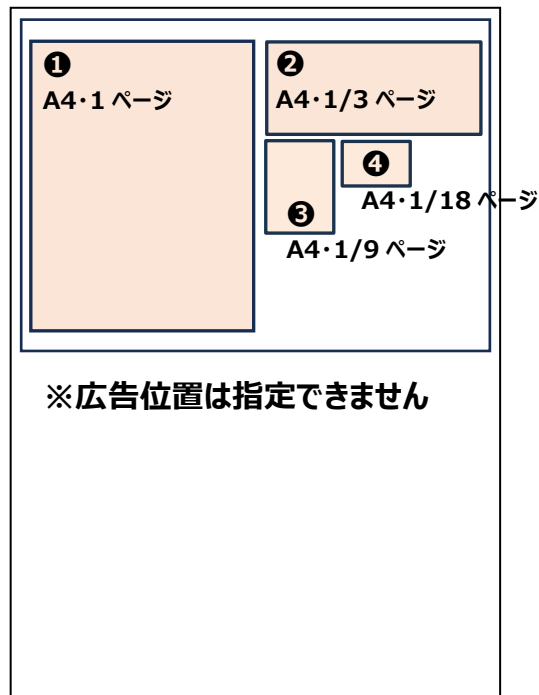 ❶
A4･1 ページ
❷
A4･1/3 ページ
❹
A4･1/18 ページ
❸
A4･1/9 ページ
※広告位置は指定できません